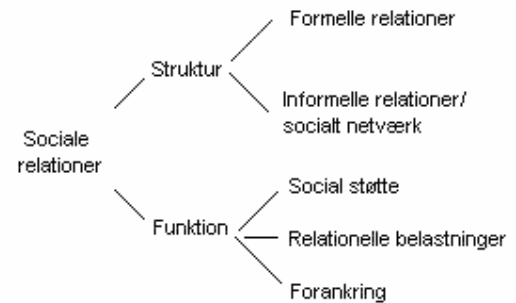 Formelle relationer
Struktur
Informelle relationer/
socialt netværk
Sociale
relationer
Social støtte
Funktion
Relationelle belastninger
Forankring